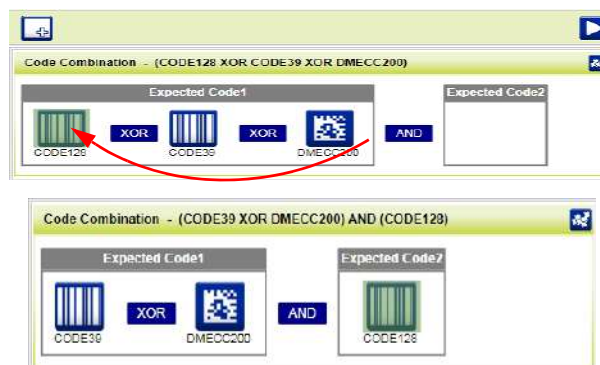 Code Combination - (CODE128 XOR CODE39 XOR DMECC200)
Expected Code1
Expected Code2
XOR
XOR
AND
CODE128
CODE39
DMECC200
Code Combination - (CODE39 XOR DMECC200) AND (CODE128)
Expected Code1
Expected Code2
XOR
AND
CODE39
DMECC200
CODE128